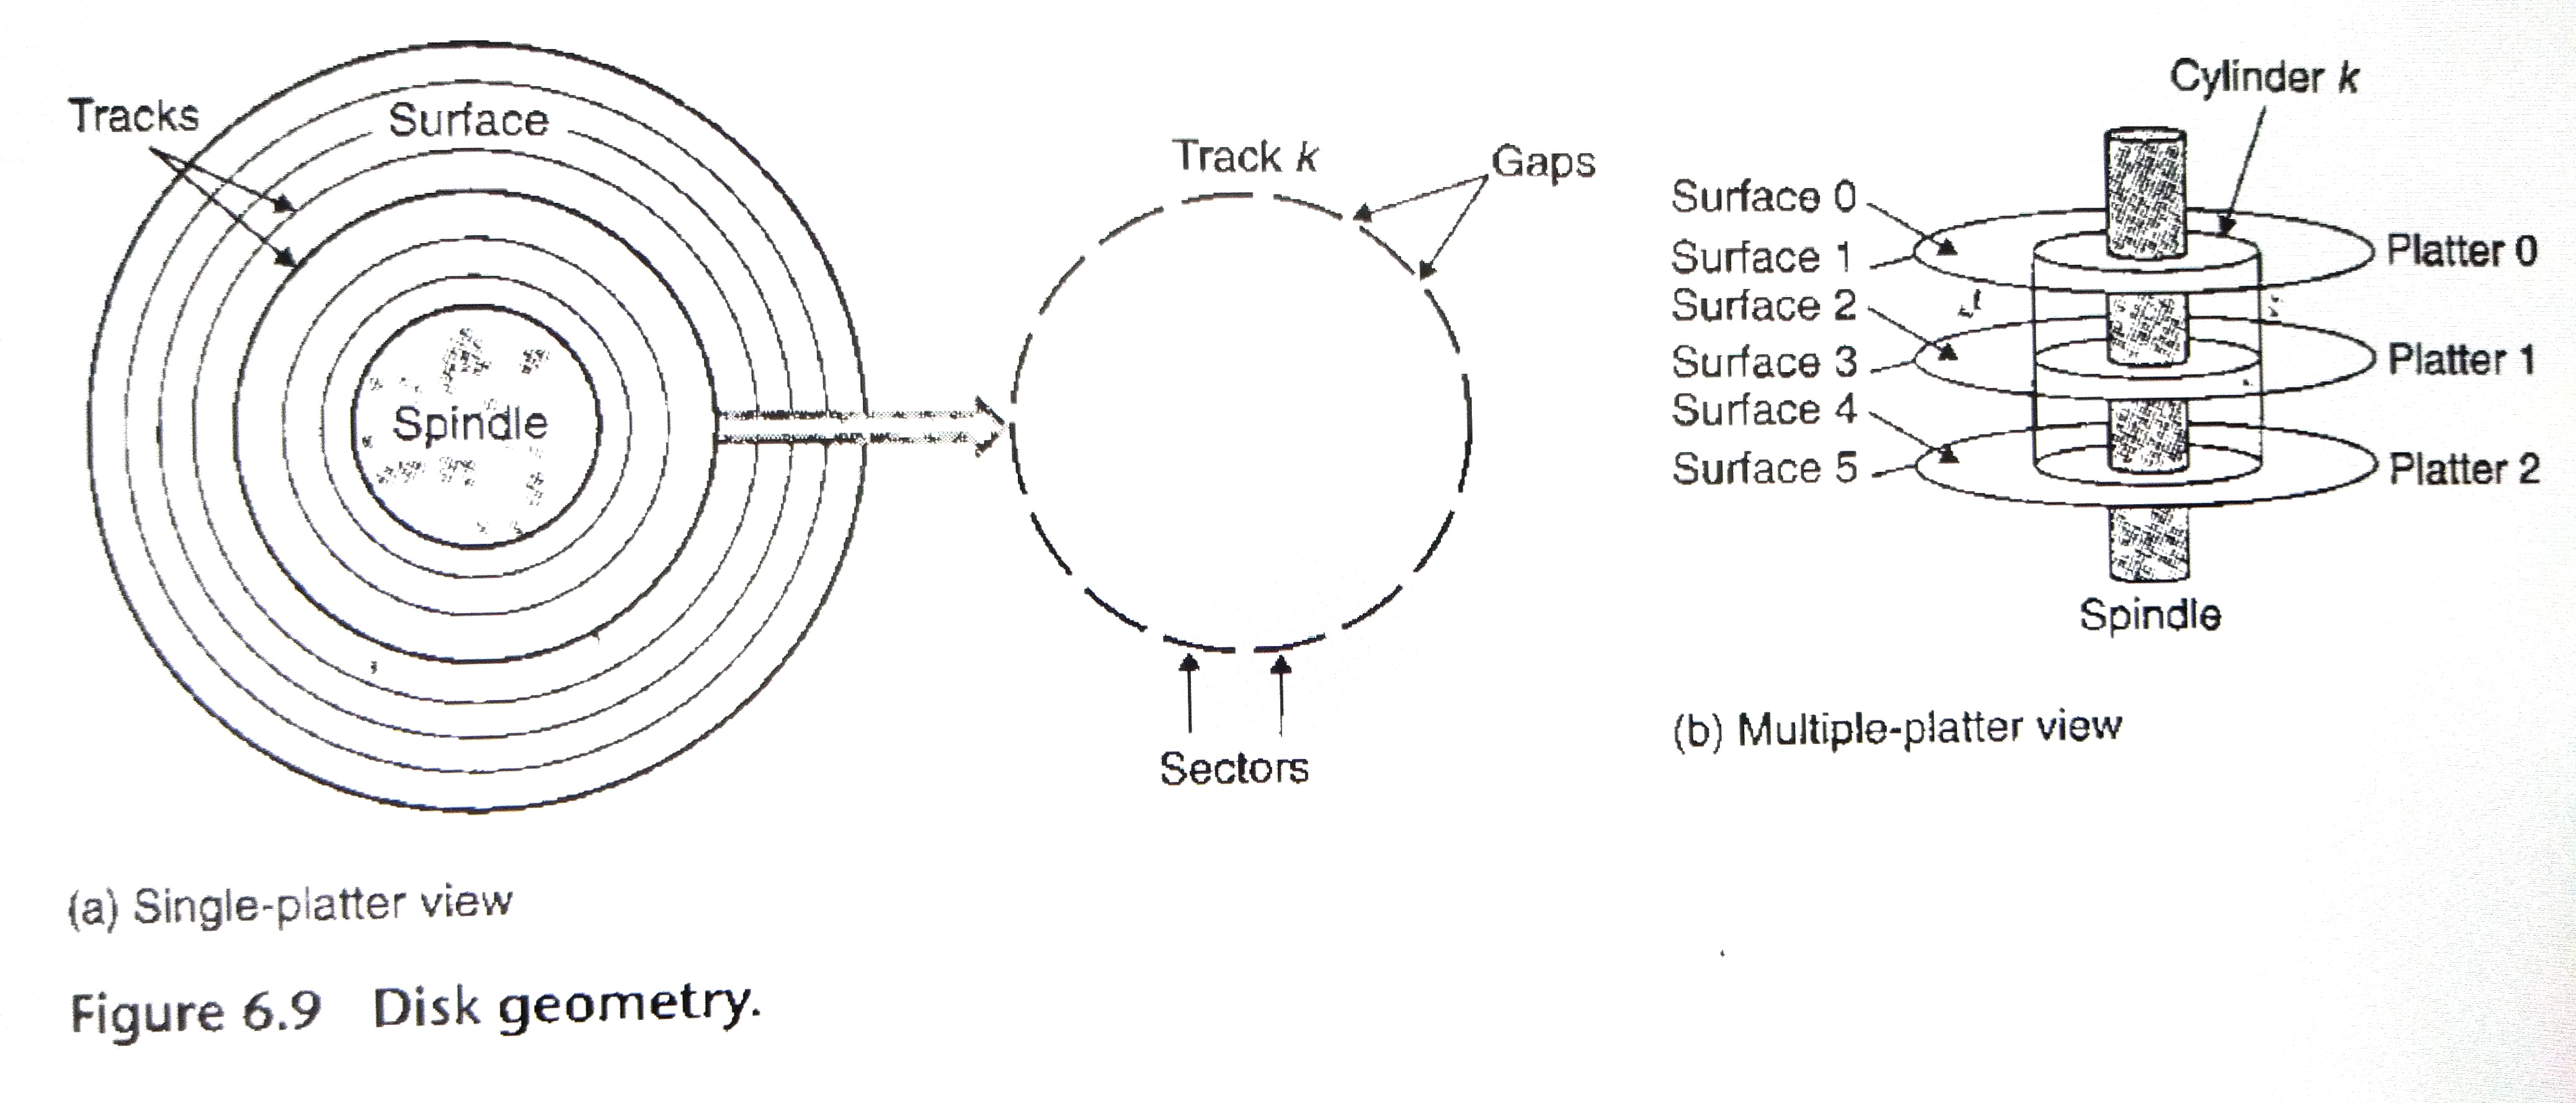 Tracks
Surface
Spindle
Track k
Gaps
Sectors
(a) Single-platter view
Cylinder k
Surface 0
Surface 1
Surface 2
Surface 3
Surface 4
Surface 5
Platter 0
Platter 1
Platter 2
Spindle
(b) Multiple-platter view
Figure 6.9 Disk geometry.